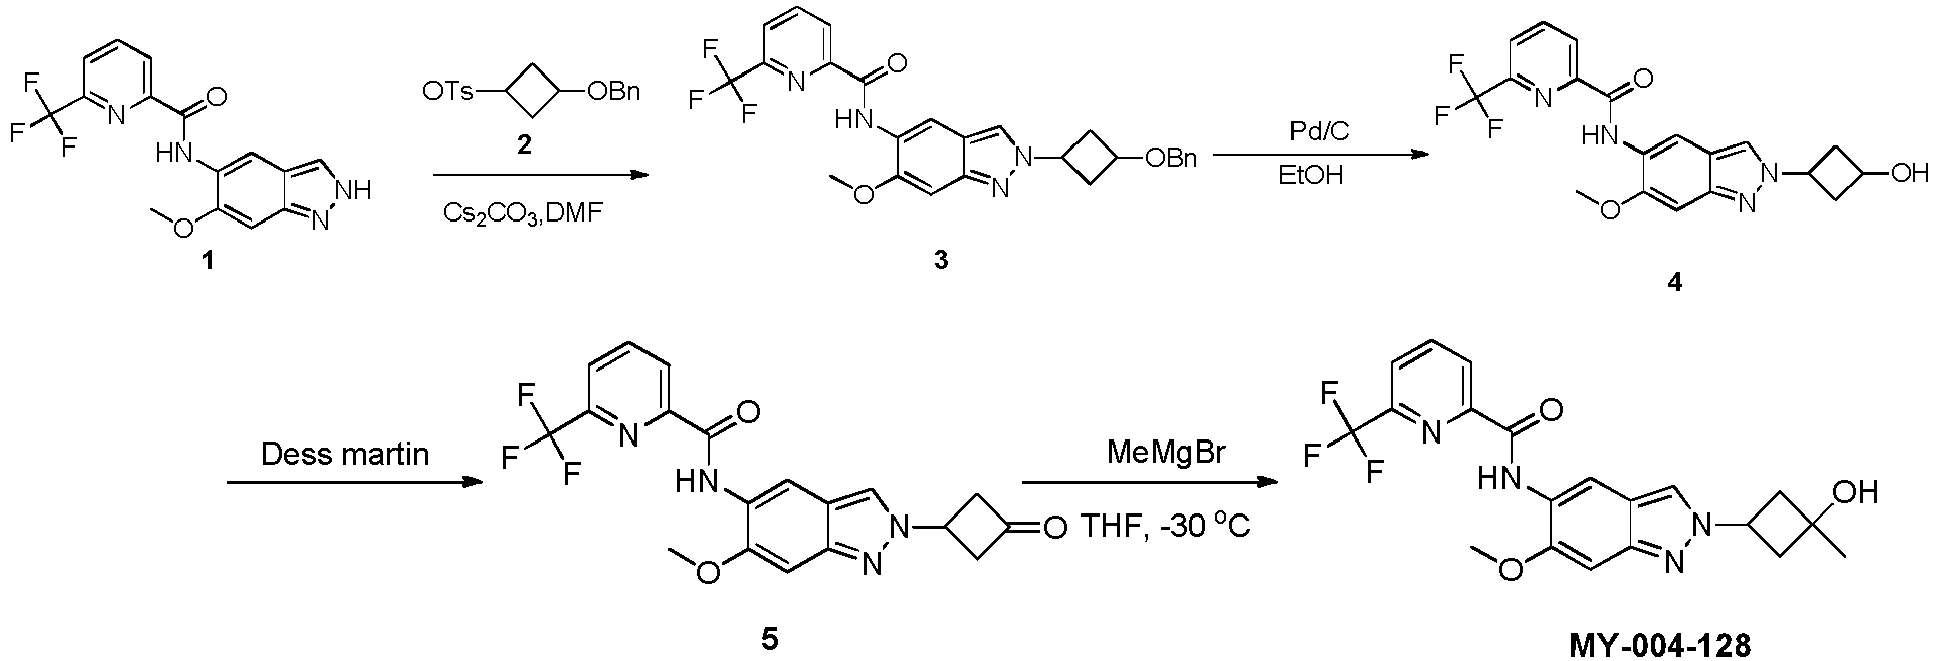 F
F
F
N
O
HN
NH
N
O
1
OTs
OBn
2
Cs₂CO₃,DMF
F
F
F
N
O
HN
N
N
OBn
O
3
Pd/C
EtOH
F
F
F
N
O
HN
N
N
OH
O
4
Dess martin
F
F
F
N
O
HN
N
N
O
O
5
MeMgBr
THF, -30 ⁰C
F
F
F
N
O
HN
N
N
OH
O
MY-004-128